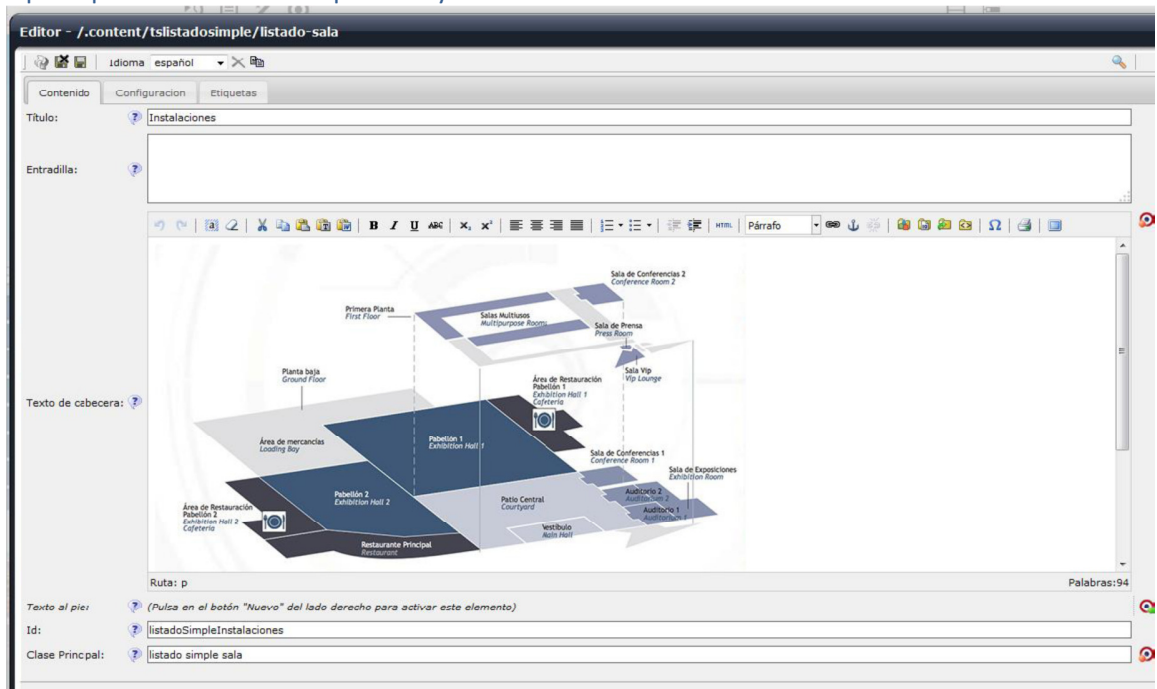 Editor - /.content/tslistadosimple/listado-sala
Idioma español
Contenido Configuracion Etiquetas
Título: Instalaciones
Entradilla:
B I U ABC HTML Párrafo
Texto de cabecera:
Sala de Conferencias 2
Conference Room 2
Primera Planta
First Floor
Salas Multiusos
Multipurpose Rooms
Sala de Prensa
Press Room
Planta baja
Ground Floor
Sala Vip
Vip Lounge
Área de Restauración
Pabellón 1
Exhibition Hall 1
Cafeteria
Área de mercancías
Loading Bay
Pabellón 1
Exhibition Hall 1
Sala de Conferencias 1
Conference Room 1
Sala de Exposiciones
Exhibition Room
Pabellón 2
Exhibition Hall 2
Patio Central
Courtyard
Auditorio 2
Auditorium 2
Auditorio 1
Auditorium 1
Área de Restauración
Pabellón 2
Exhibition Hall 2
Cafeteria
Vestíbulo
Main Hall
Restaurante Principal
Restaurant
Ruta: p Palabras:94
Texto al pie: (Pulsa en el botón "Nuevo" del lado derecho para activar este elemento)
Id: listadoSimpleInstalaciones
Clase Principal: listado simple sala